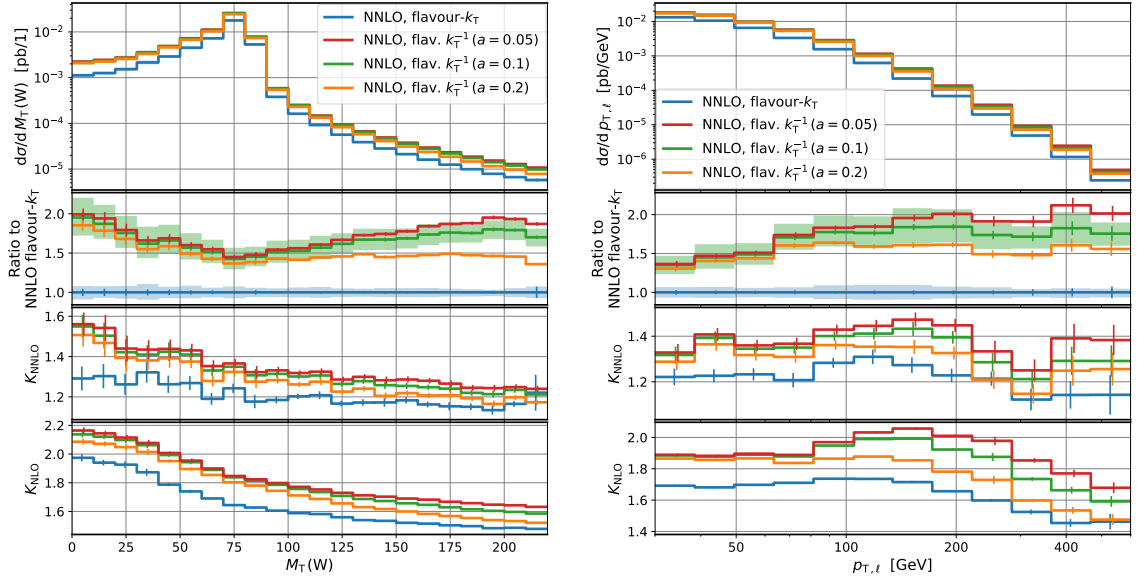 dσ/d M_T (W) [pb/1]
10⁻²
10⁻³
10⁻⁴
10⁻⁵
NNLO, flavour-k_T
NNLO, flav. k_T⁻¹ (a = 0.05)
NNLO, flav. k_T⁻¹ (a = 0.1)
NNLO, flav. k_T⁻¹ (a = 0.2)
Ratio to
NNLO flavour-k_T
2.0
1.5
1.0
K_NNLO
1.6
1.4
1.2
K_NLO
2.2
2.0
1.8
1.6
0 25 50 75 100 125 150 175 200
M_T (W)
dσ/d p_T,ℓ [pb/GeV]
10⁻²
10⁻³
10⁻⁴
10⁻⁵
10⁻⁶
NNLO, flavour-k_T
NNLO, flav. k_T⁻¹ (a = 0.05)
NNLO, flav. k_T⁻¹ (a = 0.1)
NNLO, flav. k_T⁻¹ (a = 0.2)
Ratio to
NNLO flavour-k_T
2.0
1.5
1.0
K_NNLO
1.4
1.2
K_NLO
2.0
1.8
1.6
1.4
50 100 200 400
p_T,ℓ [GeV]